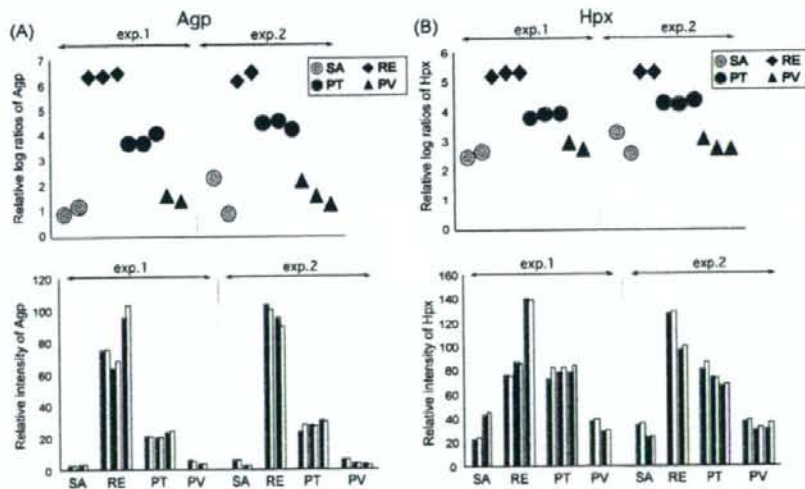 (A) Agp
exp.1 exp.2
SA RE
PT PV
Relative log ratios of Agp
7
6
5
4
3
2
1
0
exp.1 exp.2
Relative intensity of Agp
120
100
80
60
40
20
0
SA RE PT PV SA RE PT PV
(B) Hpx
exp.1 exp.2
SA RE
PT PV
Relative log ratios of Hpx
6
5
4
3
2
1
0
exp.1 exp.2
Relative intensity of Hpx
160
140
120
100
80
60
40
20
0
SA RE PT PV SA RE PT PV